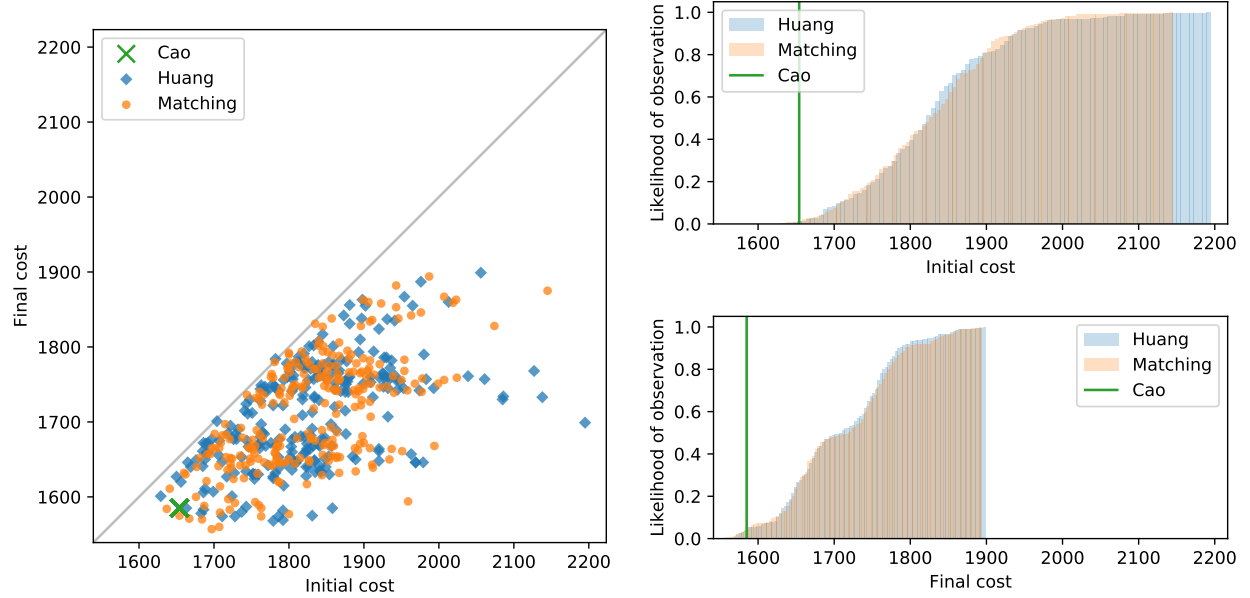 2200
2100
2000
1900
1800
1700
1600
Final cost
Cao
Huang
Matching
1600 1700 1800 1900 2000 2100 2200
Initial cost
1.0
0.8
0.6
0.4
0.2
0.0
Likelihood of observation
Huang
Matching
Cao
1600 1700 1800 1900 2000 2100 2200
Initial cost
1.0
0.8
0.6
0.4
0.2
0.0
Likelihood of observation
Huang
Matching
Cao
1600 1700 1800 1900 2000 2100 2200
Final cost